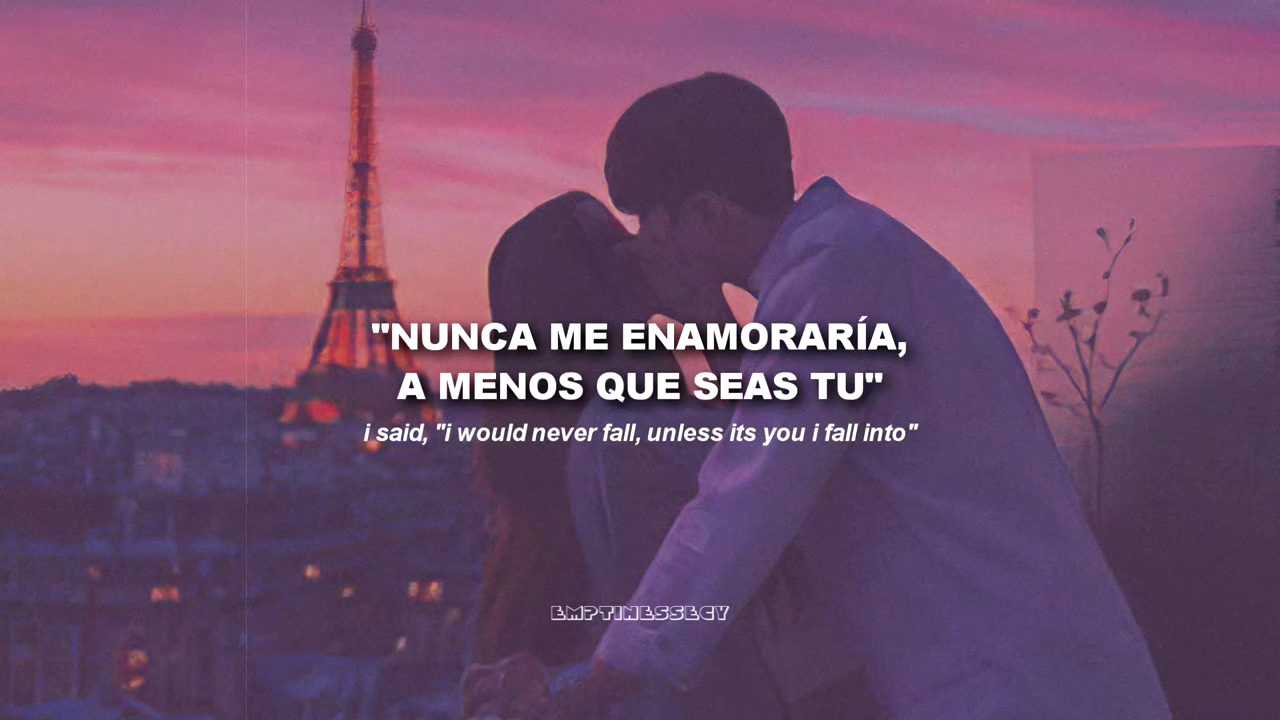 "NUNCA ME ENAMORARÍA,
A MENOS QUE SEAS TU"
i said, "i would never fall, unless its you i fall into"
EMPTINESSECY